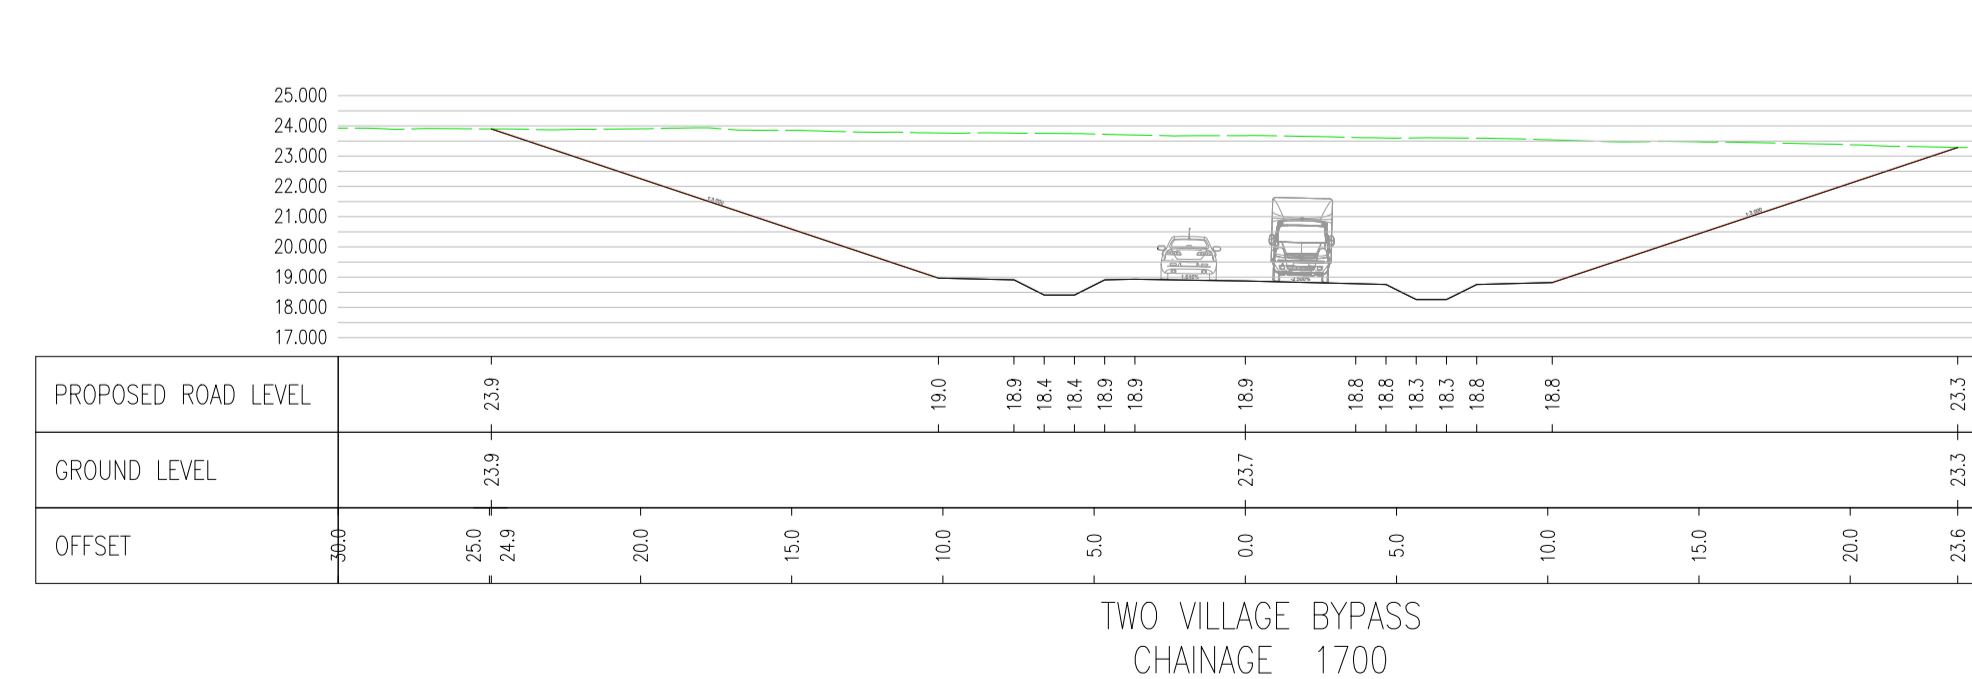 25.000
24.000
23.000
22.000
21.000
20.000
19.000
18.000
17.000
PROPOSED ROAD LEVEL 23.9 19.0 18.9 18.4 18.4 18.9 18.9 18.9 18.8 18.8 18.3 18.3 18.8 18.8 23.3
GROUND LEVEL 23.9 23.7 23.3
OFFSET 30.0 25.0 24.9 20.0 15.0 10.0 5.0 0.0 5.0 10.0 15.0 20.0 23.6
TWO VILLAGE BYPASS
CHAINAGE 1700